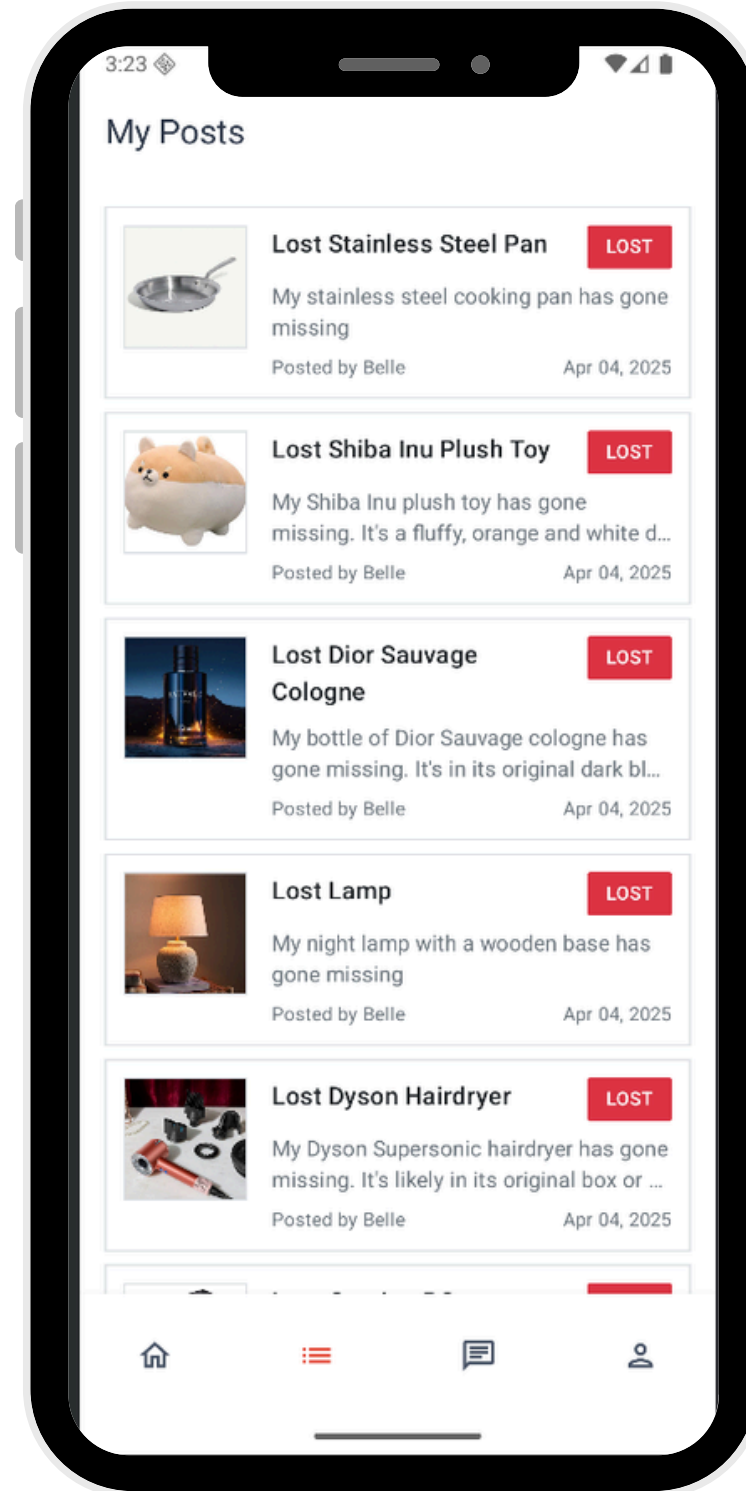 3:23
My Posts
Lost Stainless Steel Pan
LOST
My stainless steel cooking pan has gone
missing
Posted by Belle
Apr 04, 2025
Lost Shiba Inu Plush Toy
LOST
My Shiba Inu plush toy has gone
missing. It's a fluffy, orange and white d...
Posted by Belle
Apr 04, 2025
Lost Dior Sauvage
Cologne
LOST
My bottle of Dior Sauvage cologne has
gone missing. It's in its original dark bl...
Posted by Belle
Apr 04, 2025
Lost Lamp
LOST
My night lamp with a wooden base has
gone missing
Posted by Belle
Apr 04, 2025
Lost Dyson Hairdryer
LOST
My Dyson Supersonic hairdryer has gone
missing. It's likely in its original box or ...
Posted by Belle
Apr 04, 2025